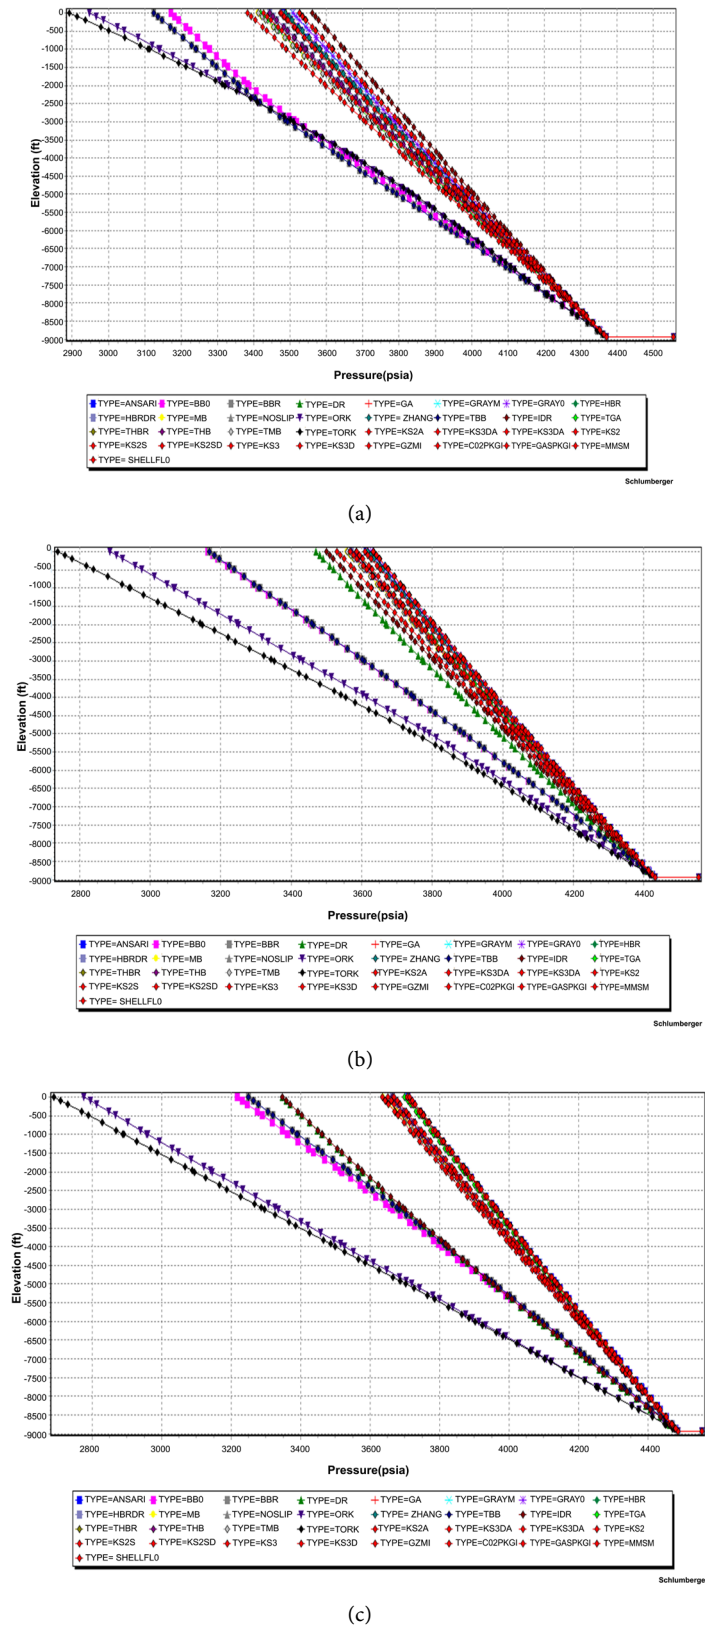 0
-500
-1000
-1500
-2000
-2500
-3000
-3500
-4000
-4500
-5000
-5500
-6000
-6500
-7000
-7500
-8000
-8500
-9000
Elevation (ft)
2900 3000 3100 3200 3300 3400 3500 3600 3700 3800 3900 4000 4100 4200 4300 4400 4500
Pressure(psia)
TYPE=ANSARI TYPE=BB0 TYPE=BBR TYPE=DR TYPE=GA TYPE=GRAYM TYPE=GRAY0 TYPE=HBR
TYPE=HBRDR TYPE=MB TYPE=NOSLIP TYPE=ORK TYPE= ZHANG TYPE=TBB TYPE=IDR TYPE=TGA
TYPE=THBR TYPE=THB TYPE=TMB TYPE=TORK TYPE=KS2A TYPE=KS3DA TYPE=KS3DA TYPE=KS2
TYPE=KS2S TYPE=KS2SD TYPE=KS3 TYPE=KS3D TYPE=GZMI TYPE=C02PKGI TYPE=GASPKGI TYPE=MMSM
TYPE= SHELLFL0
Schlumberger
(a)
0
-500
-1000
-1500
-2000
-2500
-3000
-3500
-4000
-4500
-5000
-5500
-6000
-6500
-7000
-7500
-8000
-8500
-9000
Elevation (ft)
2800 3000 3200 3400 3600 3800 4000 4200 4400
Pressure(psia)
TYPE=ANSARI TYPE=BB0 TYPE=BBR TYPE=DR TYPE=GA TYPE=GRAYM TYPE=GRAY0 TYPE=HBR
TYPE=HBRDR TYPE=MB TYPE=NOSLIP TYPE=ORK TYPE= ZHANG TYPE=TBB TYPE=IDR TYPE=TGA
TYPE=THBR TYPE=THB TYPE=TMB TYPE=TORK TYPE=KS2A TYPE=KS3DA TYPE=KS3DA TYPE=KS2
TYPE=KS2S TYPE=KS2SD TYPE=KS3 TYPE=KS3D TYPE=GZMI TYPE=C02PKGI TYPE=GASPKGI TYPE=MMSM
TYPE= SHELLFL0
Schlumberger
(b)
0
-500
-1000
-1500
-2000
-2500
-3000
-3500
-4000
-4500
-5000
-5500
-6000
-6500
-7000
-7500
-8000
-8500
-9000
Elevation (ft)
2800 3000 3200 3400 3600 3800 4000 4200 4400
Pressure(psia)
TYPE=ANSARI TYPE=BB0 TYPE=BBR TYPE=DR TYPE=GA TYPE=GRAYM TYPE=GRAY0 TYPE=HBR
TYPE=HBRDR TYPE=MB TYPE=NOSLIP TYPE=ORK TYPE= ZHANG TYPE=TBB TYPE=IDR TYPE=TGA
TYPE=THBR TYPE=THB TYPE=TMB TYPE=TORK TYPE=KS2A TYPE=KS3DA TYPE=KS3DA TYPE=KS2
TYPE=KS2S TYPE=KS2SD TYPE=KS3 TYPE=KS3D TYPE=GZMI TYPE=C02PKGI TYPE=GASPKGI TYPE=MMSM
TYPE= SHELLFL0
Schlumberge
(c)